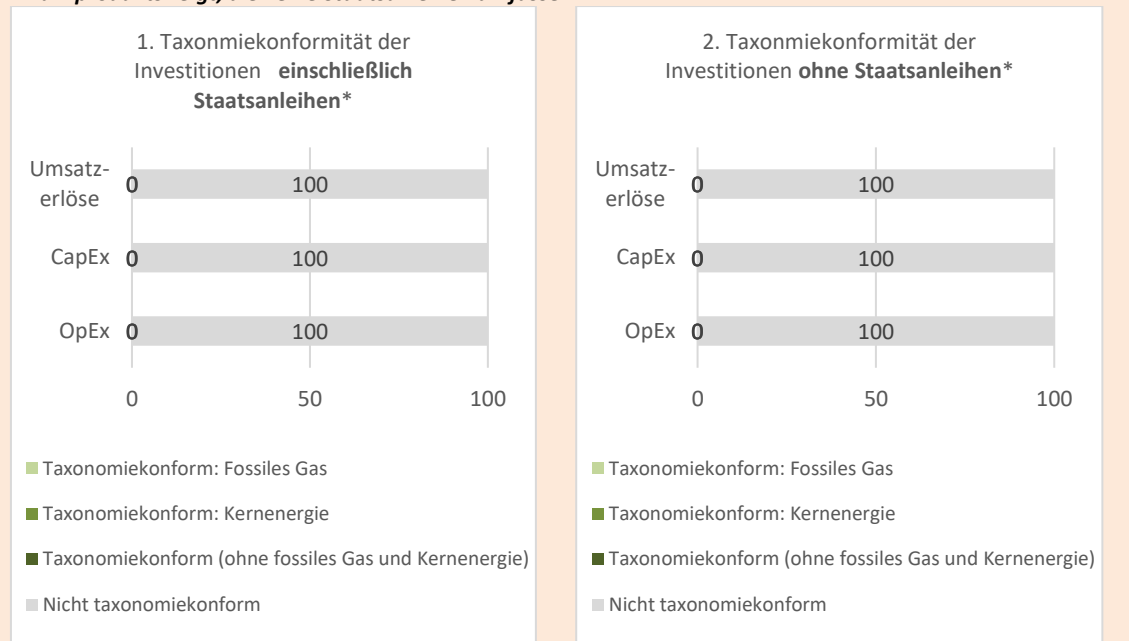 1. Taxonmiekonformität der
Investitionen einschließlich
Staatsanleihen*
Umsatz-
erlöse
0 100
CapEx 0 100
OpEx 0 100
0 50 100
Taxonomiekonform: Fossiles Gas
Taxonomiekonform: Kernenergie
Taxonomiekonform (ohne fossiles Gas und Kernenergie)
Nicht taxonomiekonform
2. Taxonmiekonformität der
Investitionen ohne Staatsanleihen*
Umsatz-
erlöse
0 100
CapEx 0 100
OpEx 0 100
0 50 100
Taxonomiekonform: Fossiles Gas
Taxonomiekonform: Kernenergie
Taxonomiekonform (ohne fossiles Gas und Kernenergie)
Nicht taxonomiekonform